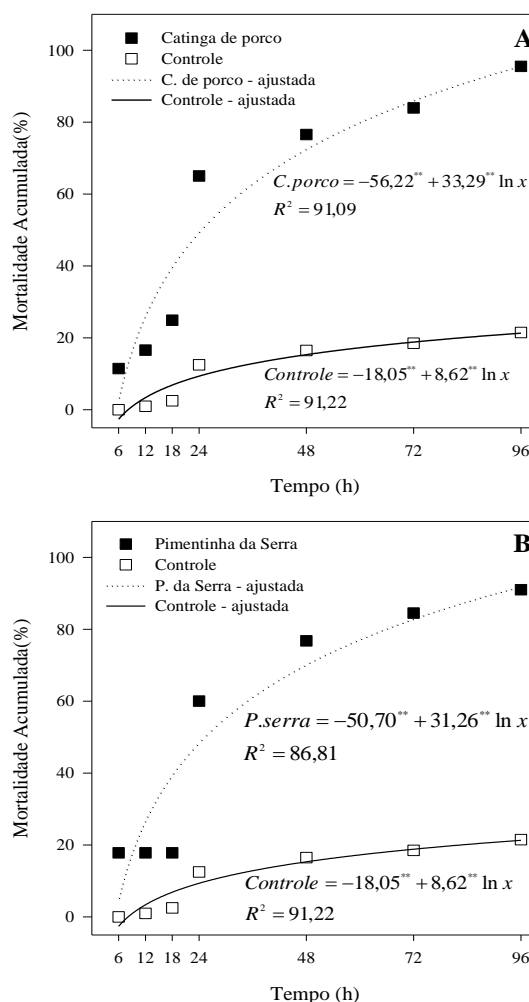 A
Catinga de porco
Controle
C. de porco - ajustada
Controle - ajustada
Mortalidade Acumulada(%)
100
80
60
40
20
0
C.porco = −56,22** + 33,29** ln x
R² = 91,09
Controle = −18,05** + 8,62** ln x
R² = 91,22
6 12 18 24 48 72 96
Tempo (h)
B
Pimentinha da Serra
Controle
P. da Serra - ajustada
Controle - ajustada
Mortalidade Acumulada(%)
100
80
60
40
20
0
P.serra = −50,70** + 31,26** ln x
R² = 86,81
Controle = −18,05** + 8,62** ln x
R² = 91,22
6 12 18 24 48 72 96
Tempo (h)